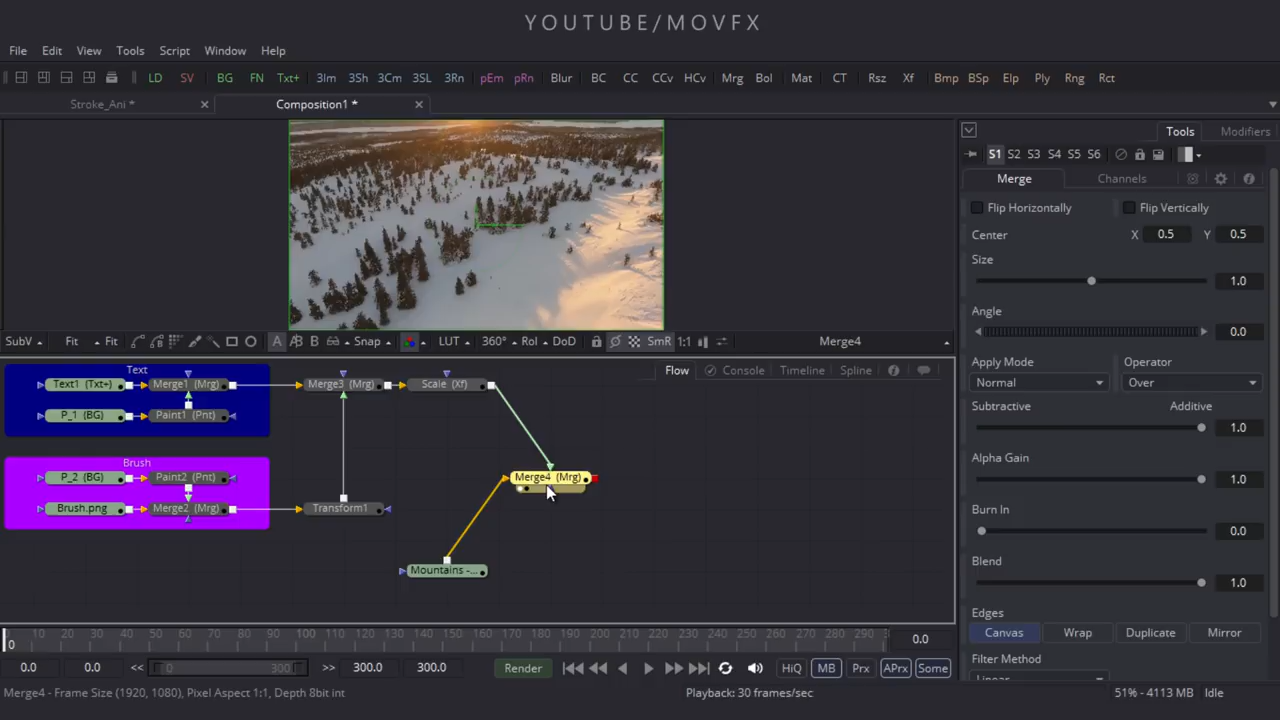 YOUTUBE/MOVFX
File Edit View Tools Script Window Help
LD SV BG FN Txt+ 3Im 3Sh 3Cm 3SL 3Rn pEm pRn Blur BC CC CCv HCv Mrg Bol Mat CT Rsz Xf Bmp BSp Elp Ply Rng Rct
Stroke_Ani * Composition1 *
Tools Modifiers
S1 S2 S3 S4 S5 S6
Merge Channels
Flip Horizontally Flip Vertically
Center X 0.5 Y 0.5
Size
1.0
Angle
0.0
SubV Fit Fit A B Snap LUT 360° RoI SmR 1:1 DoD Merge4
Apply Mode Operator
Normal Over
Subtractive Additive
1.0
Alpha Gain
1.0
Burn In
0.0
Blend
1.0
Edges
Canvas Wrap Duplicate Mirror
Filter Method
Linear
Flow Console Timeline Spline
Text
Text1 (Txt+) Merge1 (Mrg) Merge3 (Mrg) Scale (Xf)
P_1 (BG) Paint1 (Pnt)
Brush
P_2 (BG) Paint2 (Pnt) Merge4 (Mrg)
Brush.png Merge2 (Mrg) Transform1
Mountains -...
0 10 20 30 40 50 60 70 80 90 100 110 120 130 140 150 160 170 180 190 200 210 220 230 240 250 260 270 280 290 3 0.0
0
0.0 0.0 << 0 300 >> 300.0 300.0 Render HiQ MB Prx APrx Some
Merge4 - Frame Size (1920, 1080), Pixel Aspect 1:1, Depth 8bit int Playback: 30 frames/sec 51% - 4113 MB Idle